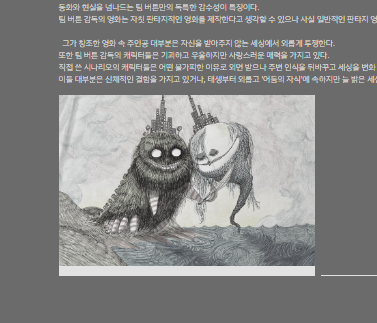 동화와 현실을 넘나드는 팀 버튼만의 독특한 감수성이 특징이다.
팀 버튼 감독의 영화는 자칫 판타지적인 영화를 제작한다고 생각할 수 있으나 사실 일반적인 판타지 영
그가 창조한 영화 속 주인공 대부분은 자신을 받아주지 않는 세상에서 외롭게 투쟁한다.
또한 팀 버튼 감독의 캐릭터들은 기괴하고 우울하지만 사랑스러운 매력을 가지고 있다.
직접 쓴 시나리오의 캐릭터들은 어떤 불가피한 이유로 외면 받으나 주변 인식을 뒤바꾸고 세상을 변화
이들 대부분은 신체적인 결함을 가지고 있거나, 태생부터 외롭고 '어둠의 자식'에 속하지만 늘 밝은 세상